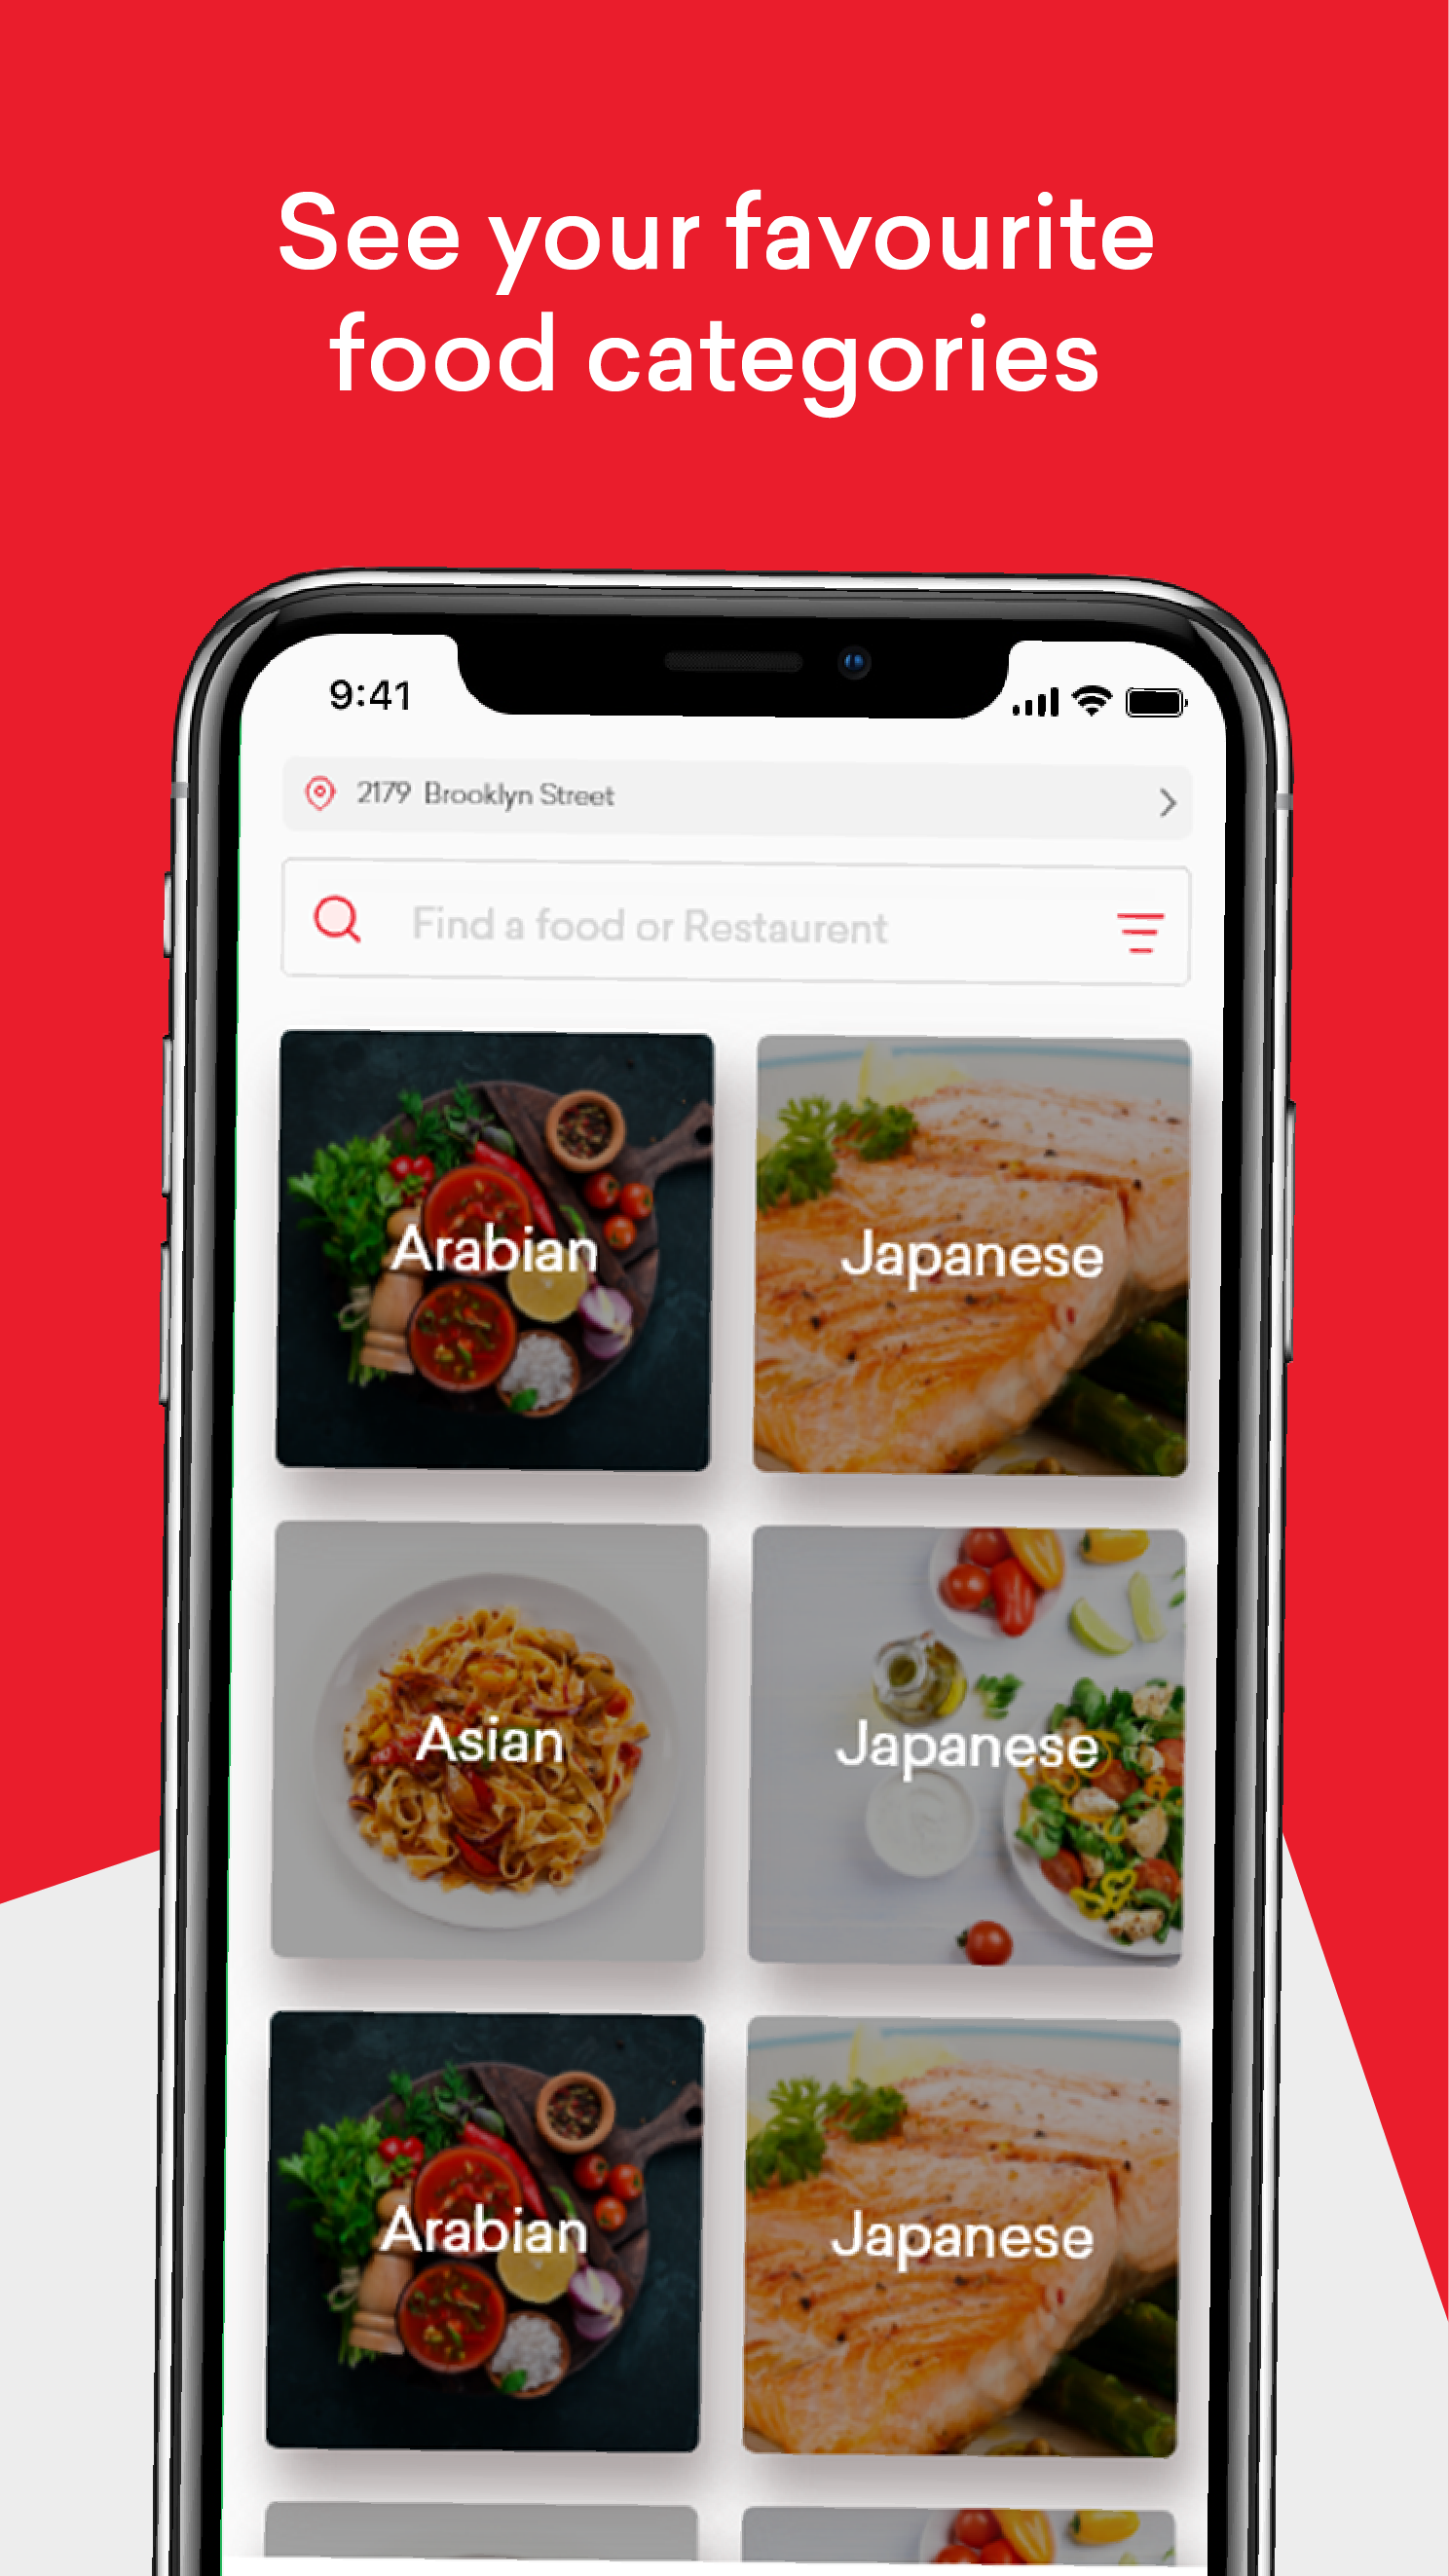 See your favourite
food categories
9:41
2179 Brooklyn Street
Find a food or Restaurent
Arabian
Japanese
Asian
Japanese
Arabian
Japanese